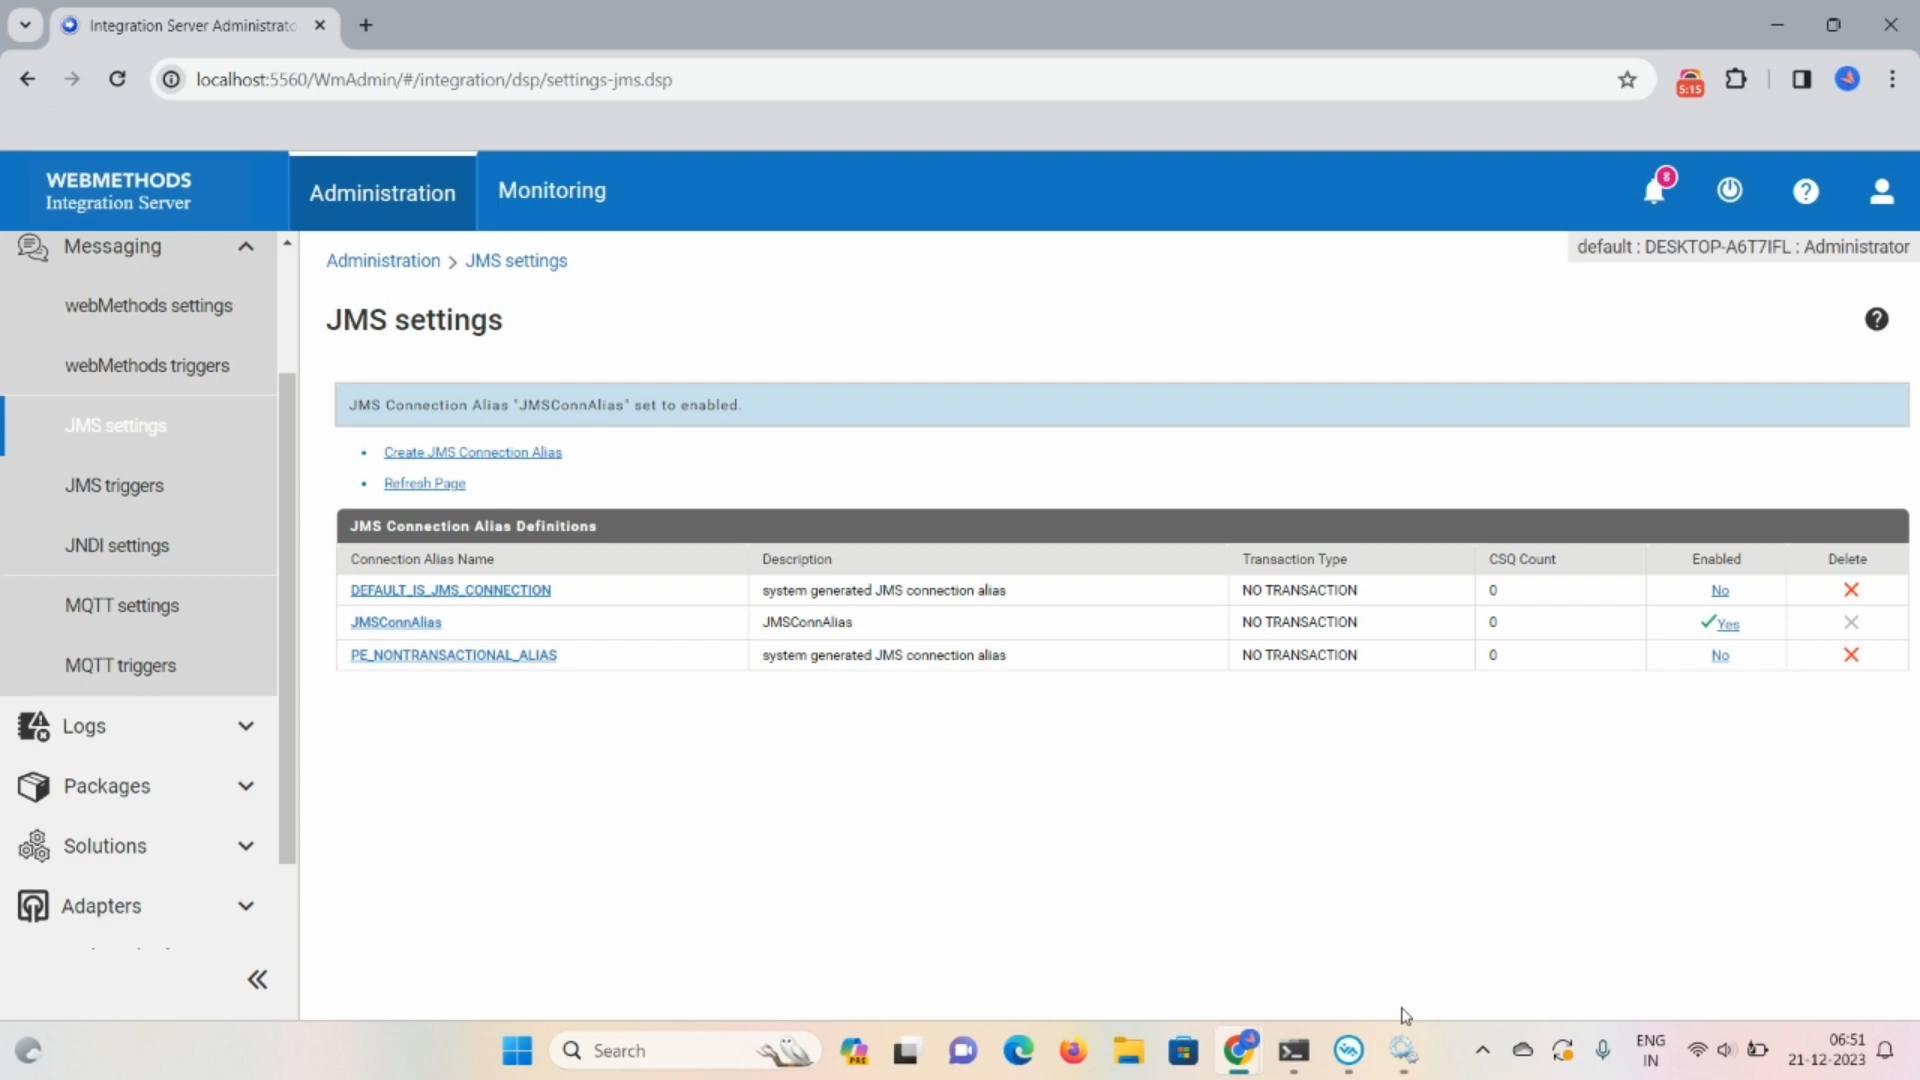 Integration Server Administrato
localhost:5560/WmAdmin/#/integration/dsp/settings-jms.dsp
5:15
WEBMETHODS
Integration Server
Administration
Monitoring
8
default : DESKTOP-A6T7IFL : Administrator
Messaging
webMethods settings
webMethods triggers
JMS settings
JMS triggers
JNDI settings
MQTT settings
MQTT triggers
Logs
Packages
Solutions
Adapters
Administration > JMS settings
JMS settings
JMS Connection Alias "JMSConnAlias" set to enabled.
Create JMS Connection Alias
Refresh Page
JMS Connection Alias Definitions
Connection Alias Name Description Transaction Type CSQ Count Enabled Delete
DEFAULT_IS_JMS_CONNECTION system generated JMS connection alias NO TRANSACTION 0 No
JMSConnAlias JMSConnAlias NO TRANSACTION 0 Yes
PE_NONTRANSACTIONAL_ALIAS system generated JMS connection alias NO TRANSACTION 0 No
Search
PRE
ENG
IN
06:51
21-12-2023